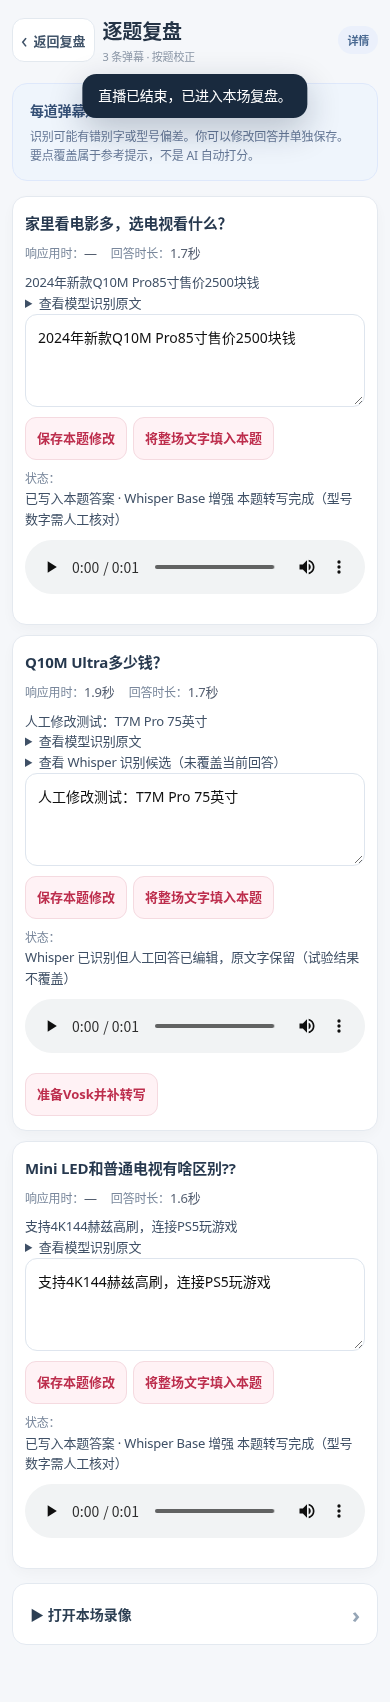 ‹ 返回复盘
逐题复盘
3 条弹幕 · 按题校正
详情
直播已结束，已进入本场复盘。
每道弹幕
识别可能有错别字或型号偏差。你可以修改回答并单独保存。
要点覆盖属于参考提示，不是 AI 自动打分。
家里看电影多，选电视看什么？
响应用时：— 回答时长：1.7秒
2024年新款Q10M Pro85寸售价2500块钱
▶ 查看模型识别原文
2024年新款Q10M Pro85寸售价2500块钱
保存本题修改 将整场文字填入本题
状态：
已写入本题答案 · Whisper Base 增强 本题转写完成（型号
数字需人工核对）
0:00 / 0:01
Q10M Ultra多少钱？
响应用时：1.9秒 回答时长：1.7秒
人工修改测试：T7M Pro 75英寸
▶ 查看模型识别原文
▶ 查看 Whisper 识别候选（未覆盖当前回答）
人工修改测试：T7M Pro 75英寸
保存本题修改 将整场文字填入本题
状态：
Whisper 已识别但人工回答已编辑，原文字保留（试验结果
不覆盖）
0:00 / 0:01
准备Vosk并补转写
Mini LED和普通电视有啥区别??
响应用时：— 回答时长：1.6秒
支持4K144赫兹高刷，连接PS5玩游戏
▶ 查看模型识别原文
支持4K144赫兹高刷，连接PS5玩游戏
保存本题修改 将整场文字填入本题
状态：
已写入本题答案 · Whisper Base 增强 本题转写完成（型号
数字需人工核对）
0:00 / 0:01
▶ 打开本场录像 ›